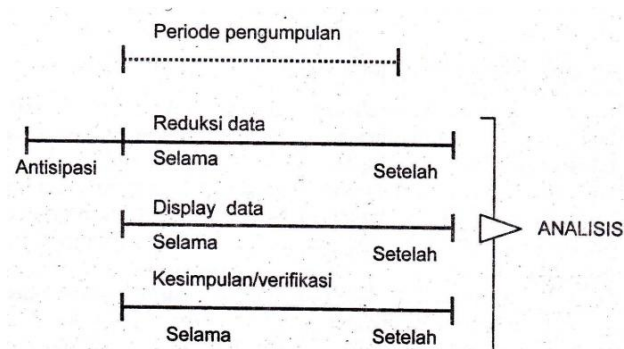 Periode pengumpulan
Reduksi data
Antisipasi
Selama
Setelah
Display data
Selama
Setelah
ANALISIS
Kesimpulan/verifikasi
Selama
Setelah